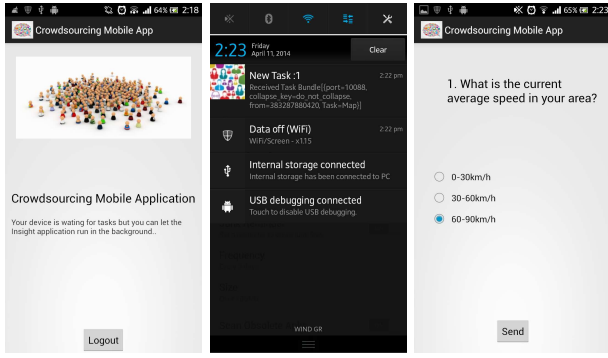 64% 2:18
Crowdsourcing Mobile App
Crowdsourcing Mobile Application
Your device is wating for tasks but you can let the
Insight application run in the background..
Logout
2:23
Friday
April 11, 2014
Clear
New Task :1
2:22 pm
Received Task Bundle[{port=10088,
collapse_key=do_not_collapse,
from=383287880420, Task=Map}]
Data off (WiFi)
2:22 pm
WiFi/Screen - x1.15
Internal storage connected
Internal storage has been connected to PC
USB debugging connected
Touch to disable USB debugging.
WIND GR
65% 2:23
Crowdsourcing Mobile App
1. What is the current
average speed in your area?
0-30km/h
30-60km/h
60-90km/h
Send